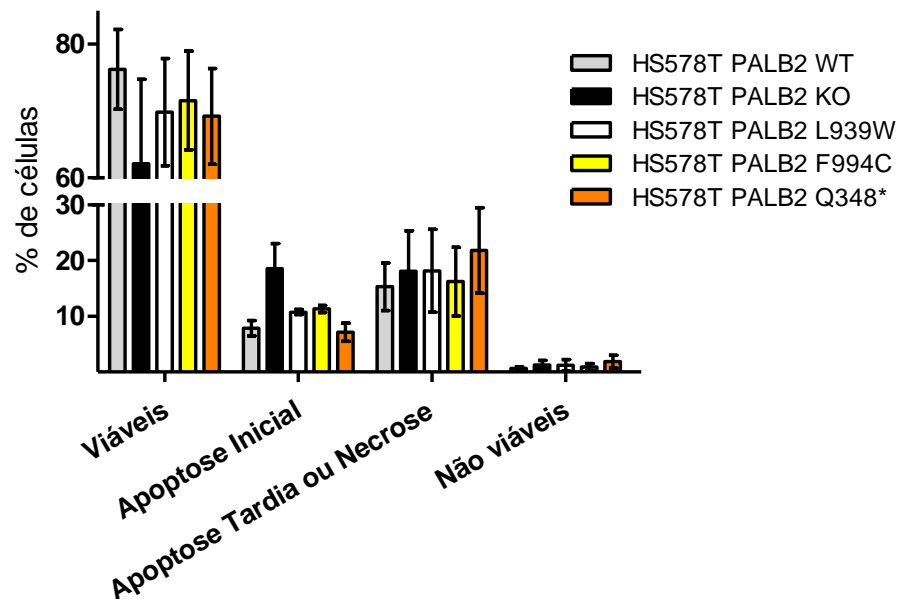 % de células
80
60
30
20
10
Viáveis
Apoptose Inicial
Apoptose Tardia ou Necrose
Não viáveis
HS578T PALB2 WT
HS578T PALB2 KO
HS578T PALB2 L939W
HS578T PALB2 F994C
HS578T PALB2 Q348*